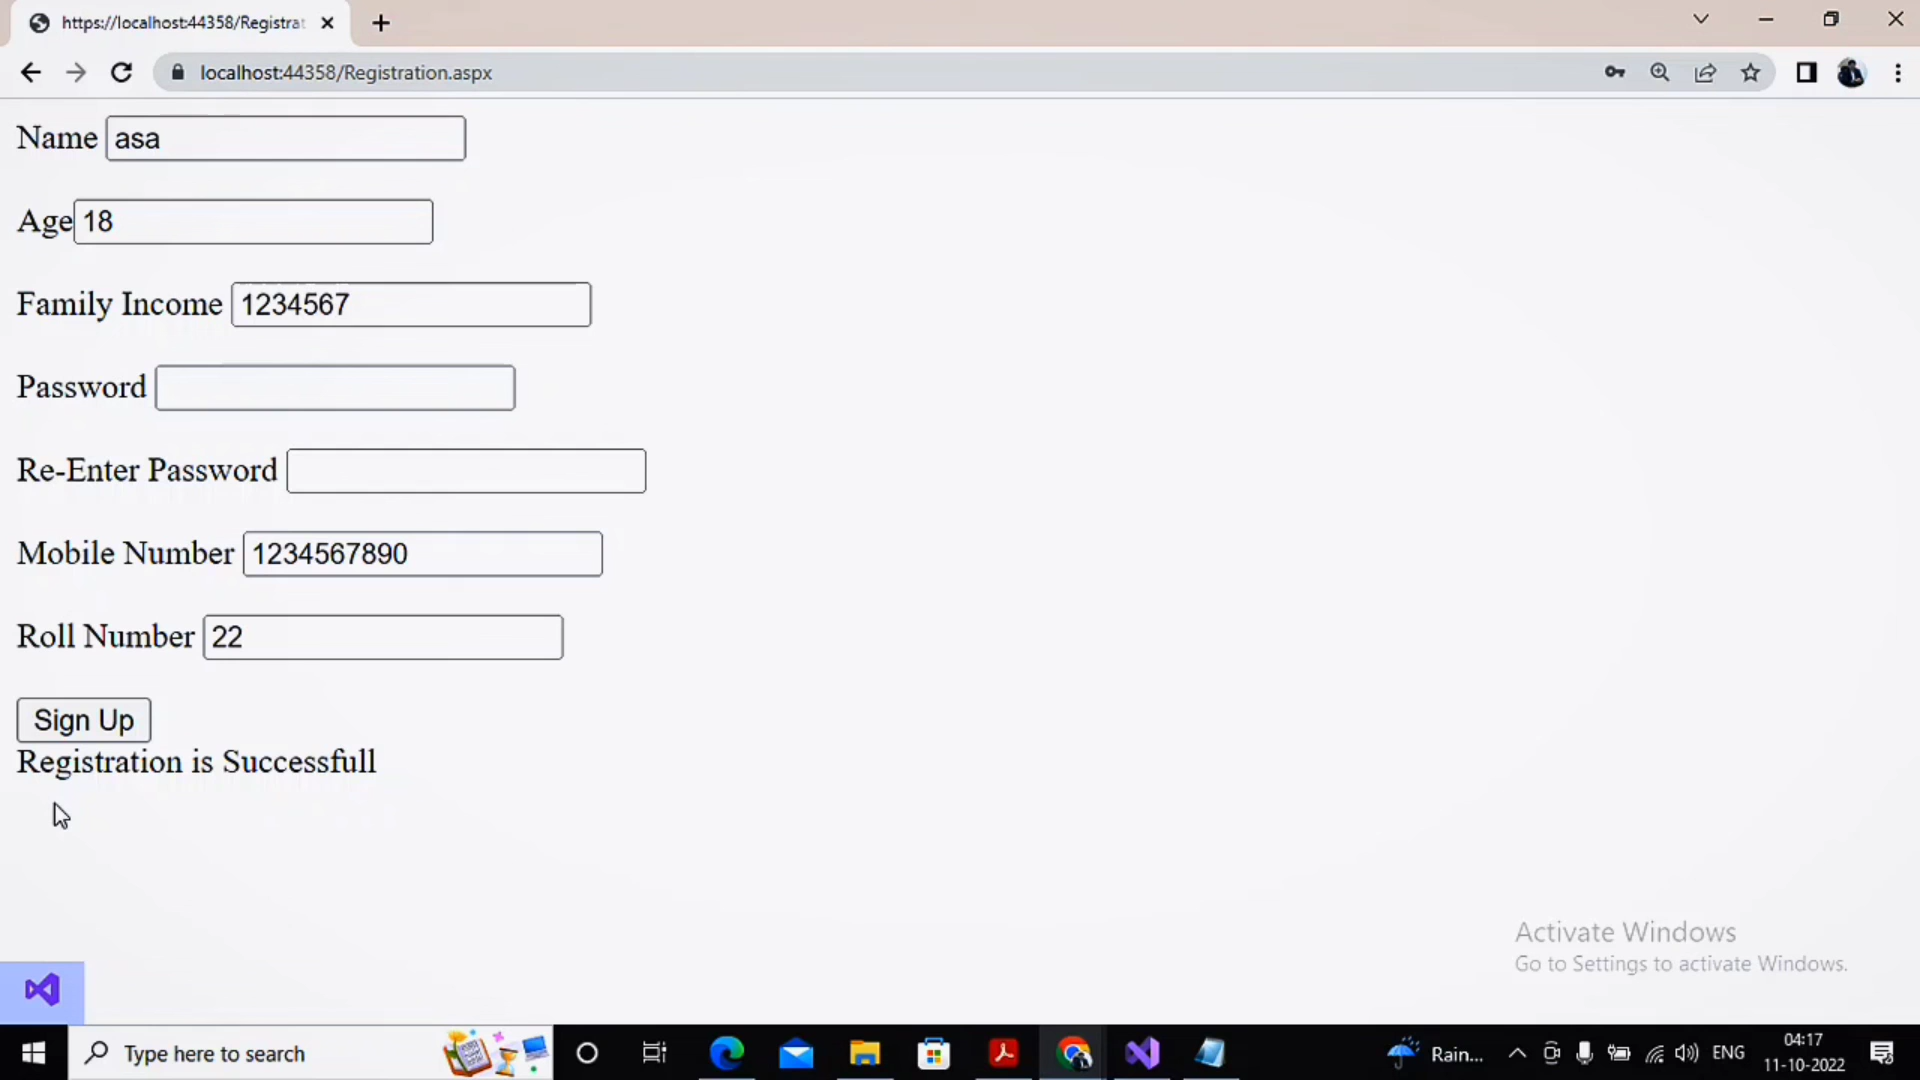 https://localhost:44358/Registrat
localhost:44358/Registration.aspx
Name asa
Age 18
Family Income 1234567
Password
Re-Enter Password
Mobile Number 1234567890
Roll Number 22
Sign Up
Registration is Successfull
Activate Windows
Go to Settings to activate Windows.
Type here to search
Rain...
ENG
04:17
11-10-2022